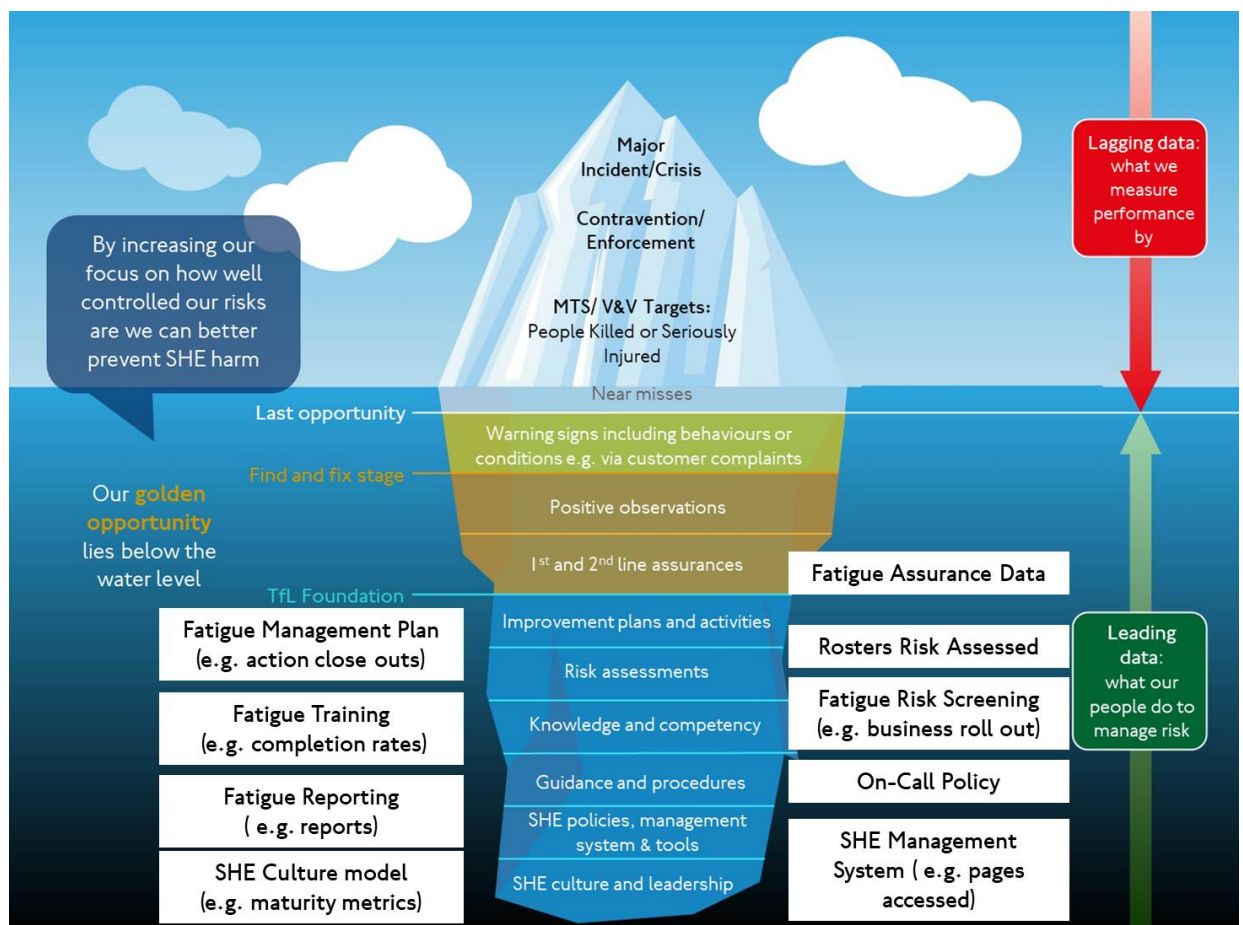 Major
Incident/Crisis
Contravention/
Enforcement
MTS/ V&V Targets:
People Killed or Seriously
Injured
Lagging data:
what we
measure
performance
by
By increasing our
focus on how well
controlled our risks
are we can better
prevent SHE harm
Near misses
Last opportunity
Warning signs including behaviours or
conditions e.g. via customer complaints
Find and fix stage
Our golden
opportunity
lies below the
water level
Positive observations
1st and 2nd line assurances
Fatigue Assurance Data
TfL Foundation
Fatigue Management Plan
(e.g. action close outs)
Improvement plans and activities
Rosters Risk Assessed
Leading
data:
what our
people do to
manage risk
Risk assessments
Fatigue Training
(e.g. completion rates)
Knowledge and competency
Fatigue Risk Screening
(e.g. business roll out)
Fatigue Reporting
( e.g. reports)
Guidance and procedures
On-Call Policy
SHE policies, management
system & tools
SHE Management
System ( e.g. pages
accessed)
SHE Culture model
(e.g. maturity metrics)
SHE culture and leadership